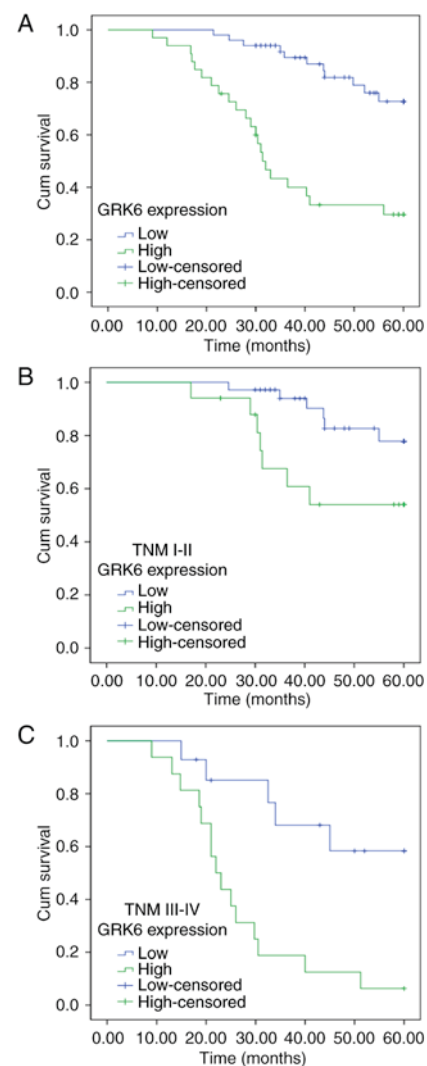 A
Cum survival
1.0
0.8
0.6
0.4
0.2
0.0
GRK6 expression
Low
High
Low-censored
High-censored
0.00 10.00 20.00 30.00 40.00 50.00 60.00
Time (months)
B
Cum survival
1.0
0.8
0.6
0.4
0.2
0.0
TNM I-II
GRK6 expression
Low
High
Low-censored
High-censored
0.00 10.00 20.00 30.00 40.00 50.00 60.00
Time (months)
C
Cum survival
1.0
0.8
0.6
0.4
0.2
0.0
TNM III-IV
GRK6 expression
Low
High
Low-censored
High-censored
0.00 10.00 20.00 30.00 40.00 50.00 60.00
Time (months)